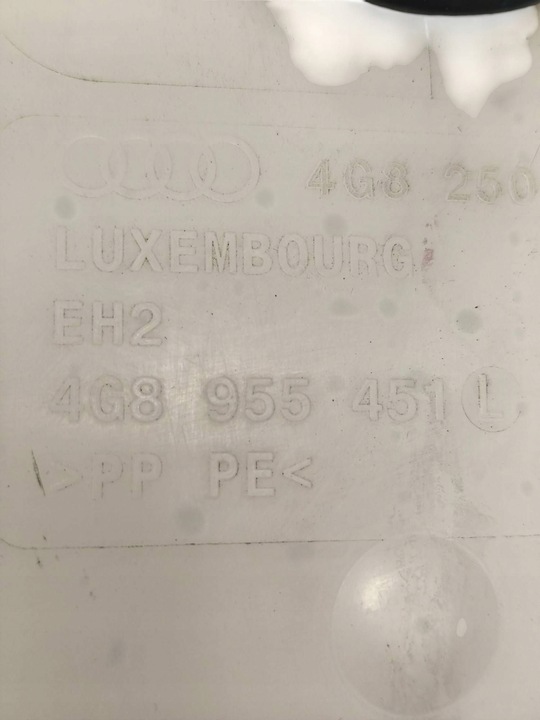 4G8 250
LUXEMBOURG
EH2
4G8 955 451 L
>PP PE<